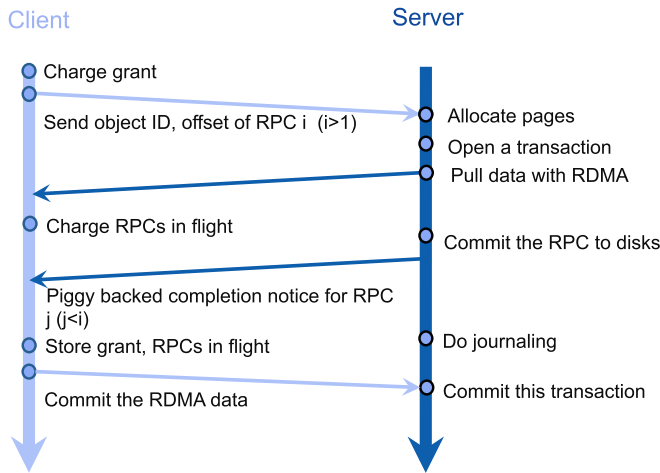 Client
Server
Charge grant
Send object ID, offset of RPC i (i>1)
Allocate pages
Open a transaction
Pull data with RDMA
Charge RPCs in flight
Commit the RPC to disks
Piggy backed completion notice for RPC
j (j<i)
Store grant, RPCs in flight
Do journaling
Commit the RDMA data
Commit this transaction